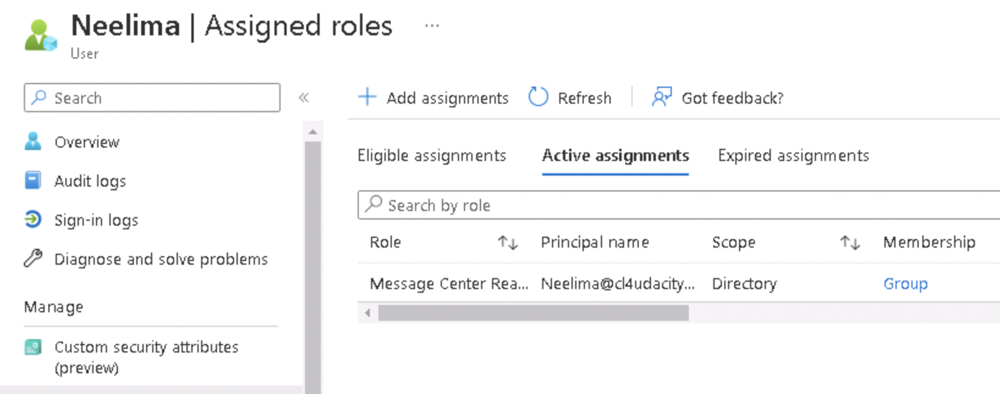 Neelima | Assigned roles ...
User
Search «
Overview
Audit logs
Sign-in logs
Diagnose and solve problems
Manage
Custom security attributes
(preview)
+ Add assignments Refresh Got feedback?
Eligible assignments Active assignments Expired assignments
Search by role
Role ↑↓ Principal name Scope ↑↓ Membership
Message Center Rea... Neelima@cl4udacity... Directory Group